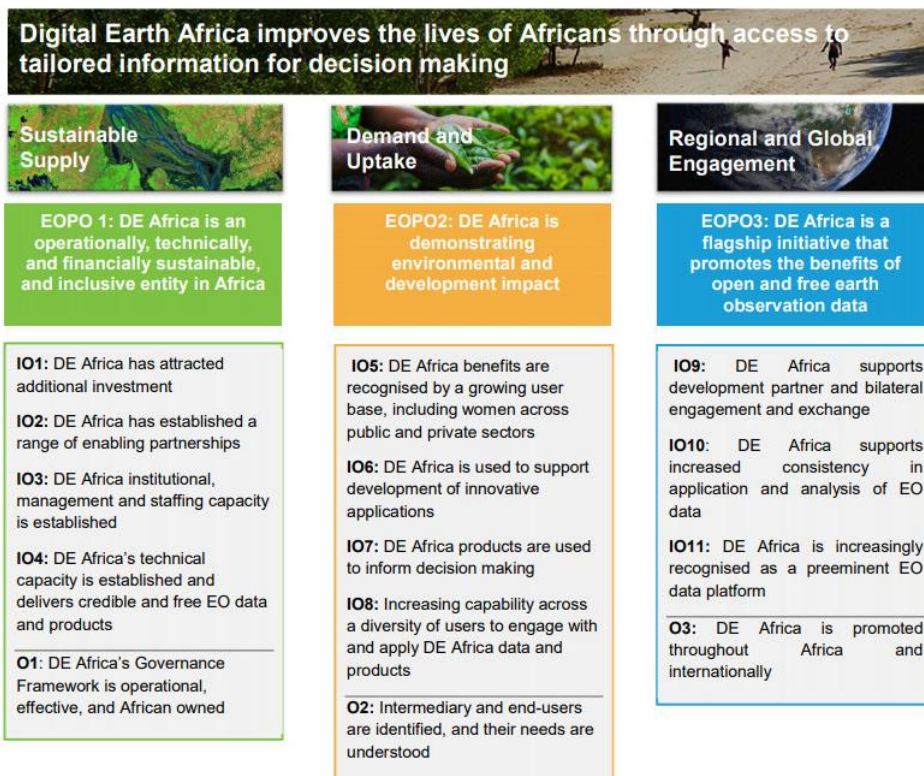 Digital Earth Africa improves the lives of Africans through access to
tailored information for decision making
Sustainable
Supply
EOPO 1: DE Africa is an
operationally, technically,
and financially sustainable,
and inclusive entity in Africa
IO1: DE Africa has attracted
additional investment
IO2: DE Africa has established a
range of enabling partnerships
IO3: DE Africa institutional,
management and staffing capacity
is established
IO4: DE Africa's technical
capacity is established and
delivers credible and free EO data
and products
O1: DE Africa's Governance
Framework is operational,
effective, and African owned
Demand and
Uptake
EOPO2: DE Africa is
demonstrating
environmental and
development impact
IO5: DE Africa benefits are
recognised by a growing user
base, including women across
public and private sectors
IO6: DE Africa is used to support
development of innovative
applications
IO7: DE Africa products are used
to inform decision making
IO8: Increasing capability across
a diversity of users to engage with
and apply DE Africa data and
products
O2: Intermediary and end-users
are identified, and their needs are
understood
Regional and Global
Engagement
EOPO3: DE Africa is a
flagship initiative that
promotes the benefits of
open and free earth
observation data
IO9: DE Africa supports
development partner and bilateral
engagement and exchange
IO10: DE Africa supports
increased consistency in
application and analysis of EO
data
IO11: DE Africa is increasingly
recognised as a preeminent EO
data platform
O3: DE Africa is promoted
throughout Africa and
internationally